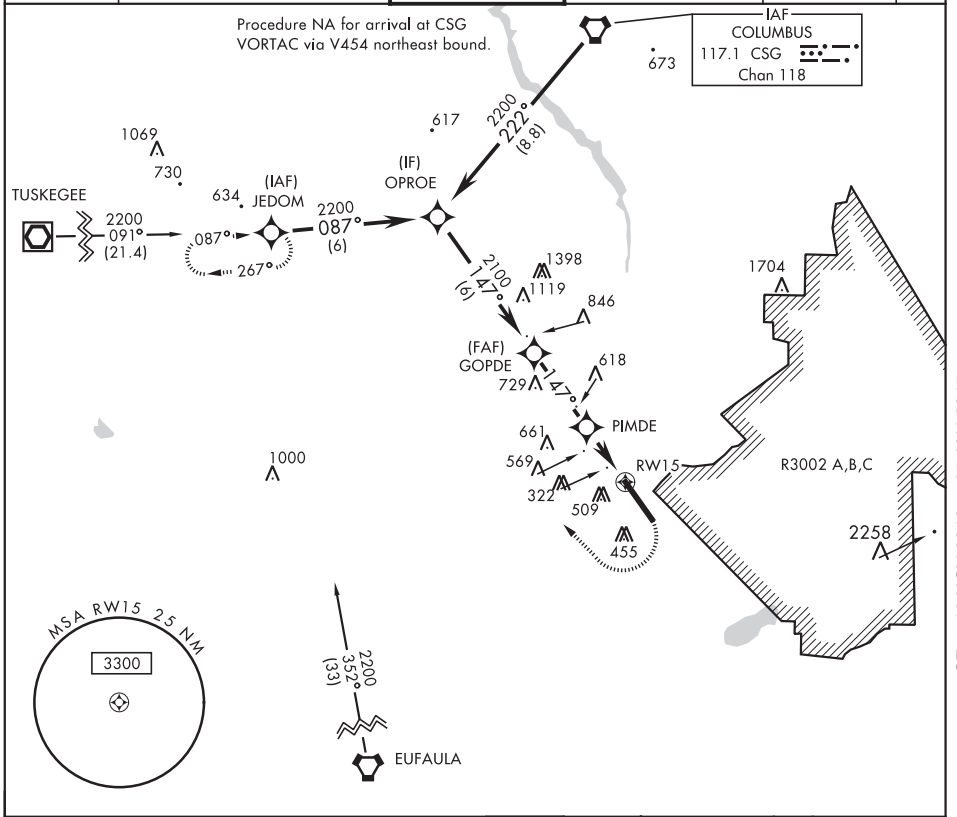 Procedure NA for arrival at CSG
VORTAC via V454 northeast bound.
IAF
COLUMBUS
117.1 CSG
Chan 118
673
2200
222°
(8.8)
617
1069
730
634
(IAF)
JEDOM
(IF)
OPROE
TUSKEGEE
2200
091°
(21.4)
087°
267°
2200
087°
(6)
2100
147°
(6)
1398
1119
846
1704
(FAF)
GOPDE
729
147°
618
PIMDE
661
569
RW15
322
509
455
R3002 A,B,C
1000
2258
MSA RW15 25 NM
3300
2200
352°
(33)
EUFAULA